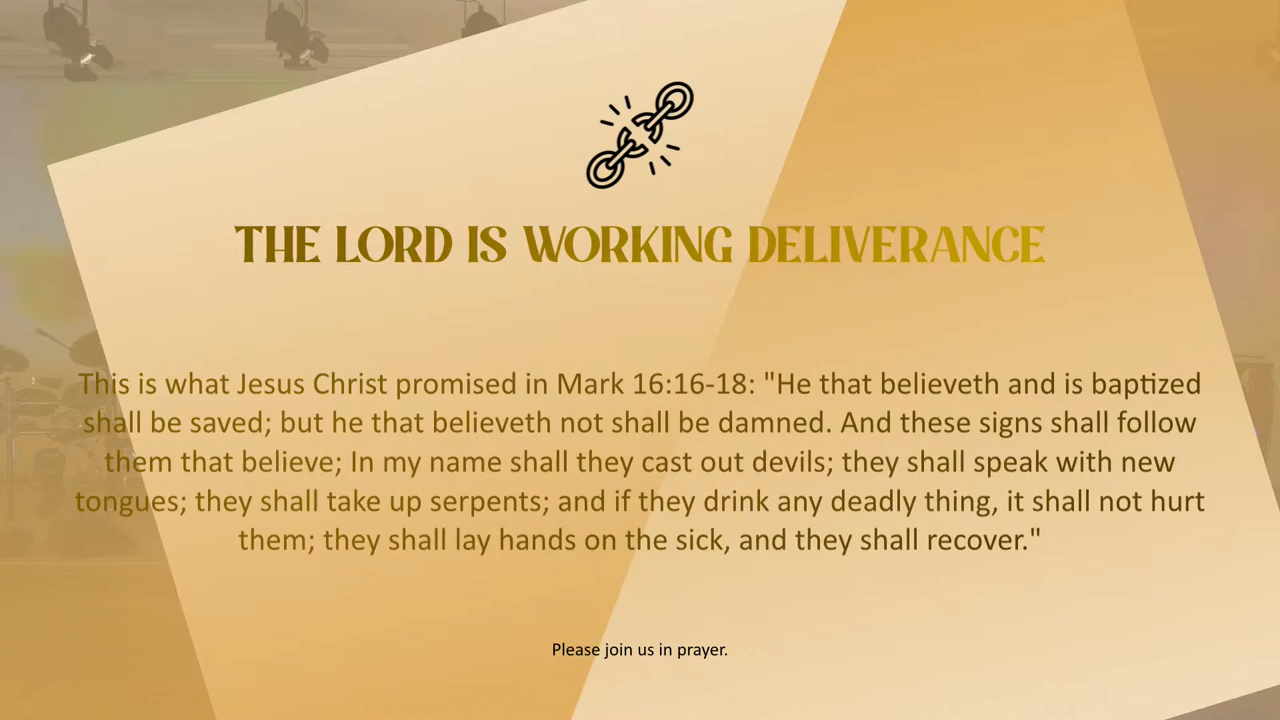 THE LORD IS WORKING DELIVERANCE
This is what Jesus Christ promised in Mark 16:16-18: "He that believeth and is baptized
shall be saved; but he that believeth not shall be damned. And these signs shall follow
them that believe; In my name shall they cast out devils; they shall speak with new
tongues; they shall take up serpents; and if they drink any deadly thing, it shall not hurt
them; they shall lay hands on the sick, and they shall recover."
Please join us in prayer.